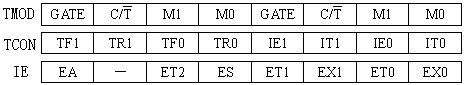 TMOD GATE C/T̅ M1 M0 GATE C/T̅ M1 M0
TCON TF1 TR1 TF0 TR0 IE1 IT1 IE0 IT0
IE EA — ET2 ES ET1 EX1 ET0 EX0